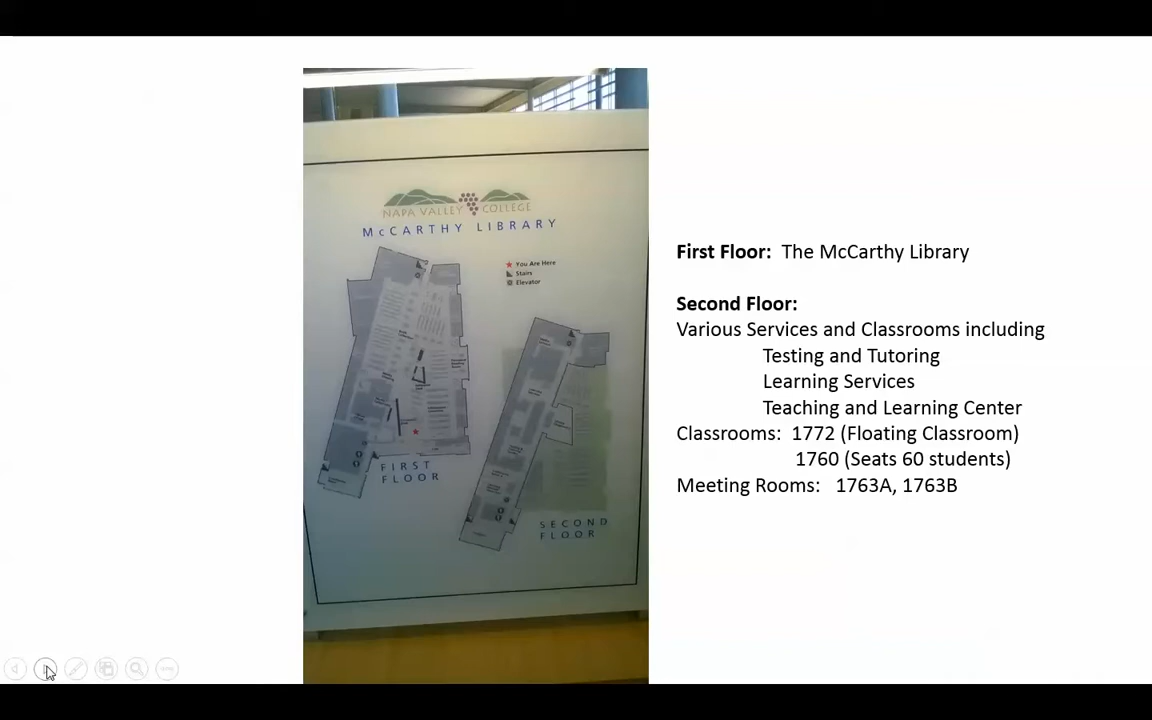 NAPA VALLEY COLLEGE
McCARTHY LIBRARY
You Are Here
Stairs
Elevator
FIRST
FLOOR
SECOND
FLOOR
First Floor: The McCarthy Library
Second Floor:
Various Services and Classrooms including
Testing and Tutoring
Learning Services
Teaching and Learning Center
Classrooms: 1772 (Floating Classroom)
1760 (Seats 60 students)
Meeting Rooms: 1763A, 1763B